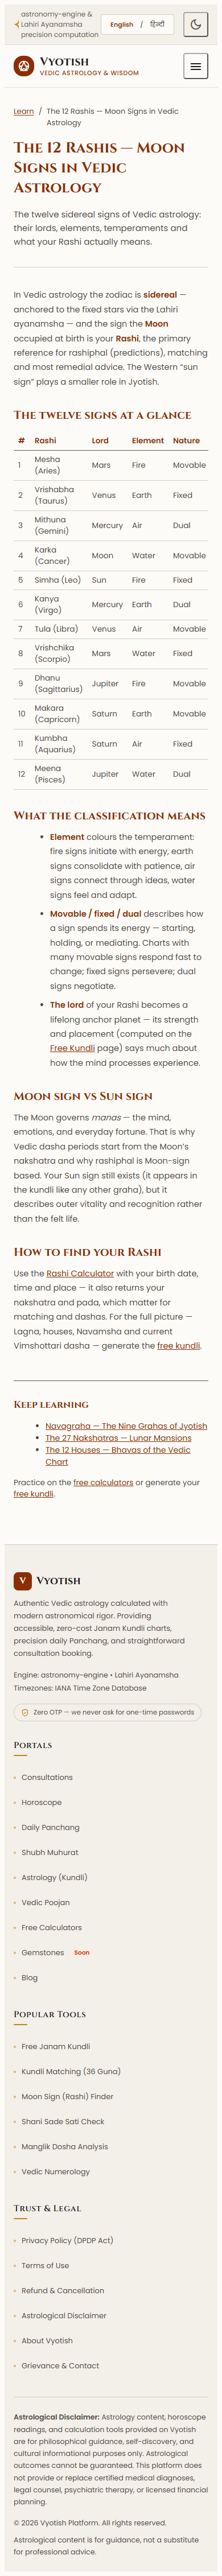 astronomy-engine &
Lahiri Ayanamsha
precision computation
English / हिन्दी
Vyotish
VEDIC ASTROLOGY & WISDOM
Learn / The 12 Rashis — Moon Signs in Vedic
Astrology
The 12 Rashis — Moon
Signs in Vedic
Astrology
The twelve sidereal signs of Vedic astrology:
their lords, elements, temperaments and
what your Rashi actually means.
In Vedic astrology the zodiac is sidereal —
anchored to the fixed stars via the Lahiri
ayanamsha — and the sign the Moon
occupied at birth is your Rashi, the primary
reference for rashiphal (predictions), matching
and most remedial advice. The Western “sun
sign” plays a smaller role in Jyotish.
The twelve signs at a glance
# Rashi Lord Element Nature
1 Mesha (Aries) Mars Fire Movable
2 Vrishabha (Taurus) Venus Earth Fixed
3 Mithuna (Gemini) Mercury Air Dual
4 Karka (Cancer) Moon Water Movable
5 Simha (Leo) Sun Fire Fixed
6 Kanya (Virgo) Mercury Earth Dual
7 Tula (Libra) Venus Air Movable
8 Vrishchika (Scorpio) Mars Water Fixed
9 Dhanu (Sagittarius) Jupiter Fire Movable
10 Makara (Capricorn) Saturn Earth Movable
11 Kumbha (Aquarius) Saturn Air Fixed
12 Meena (Pisces) Jupiter Water Dual
What the classification means
• Element colours the temperament:
fire signs initiate with energy, earth
signs consolidate with patience, air
signs connect through ideas, water
signs feel and adapt.
• Movable / fixed / dual describes how
a sign spends its energy — starting,
holding, or mediating. Charts with
many movable signs respond fast to
change; fixed signs persevere; dual
signs negotiate.
• The lord of your Rashi becomes a
lifelong anchor planet — its strength
and placement (computed on the
Free Kundli page) says much about
how the mind processes experience.
Moon sign vs Sun sign
The Moon governs manas — the mind,
emotions, and everyday fortune. That is why
Vedic dasha periods start from the Moon’s
nakshatra and why rashiphal is Moon-sign
based. Your Sun sign still exists (it appears in
the kundli like any other graha), but it
describes outer vitality and recognition rather
than the felt life.
How to find your Rashi
Use the Rashi Calculator with your birth date,
time and place — it also returns your
nakshatra and pada, which matter for
matching and dashas. For the full picture —
Lagna, houses, Navamsha and current
Vimshottari dasha — generate the free kundli.
Keep learning
• Navagraha — The Nine Grahas of Jyotish
• The 27 Nakshatras — Lunar Mansions
• The 12 Houses — Bhavas of the Vedic
Chart
Practice on the free calculators or generate your
free kundli.
V Vyotish
Authentic Vedic astrology calculated with
modern astronomical rigor. Providing
accessible, zero-cost Janam Kundli charts,
precision daily Panchang, and straightforward
consultation booking.
Engine: astronomy-engine • Lahiri Ayanamsa
Timezones: IANA Time Zone Database
Zero OTP — we never ask for one-time passwords
Portals
Consultations
Horoscope
Daily Panchang
Shubh Muhurat
Astrology (Kundli)
Vedic Poojan
Free Calculators
Gemstones Soon
Blog
Popular Tools
Free Janam Kundli
Kundli Matching (36 Guna)
Moon Sign (Rashi) Finder
Shani Sade Sati Check
Manglik Dosha Analysis
Vedic Numerology
Trust & Legal
Privacy Policy (DPDP Act)
Terms of Use
Refund & Cancellation
Astrological Disclaimer
About Vyotish
Grievance & Contact
Astrological Disclaimer: Astrology content, horoscope
readings, and calculation tools provided on Vyotish
are for philosophical guidance, self-discovery, and
cultural informational purposes only. Astrological
outcomes cannot be guaranteed. This platform does
not provide or replace certified medical diagnoses,
legal counsel, psychiatric therapy, or licensed financial
planning.
© 2026 Vyotish Platform. All rights reserved.
Astrological content is for guidance, not a substitute
for professional advice.